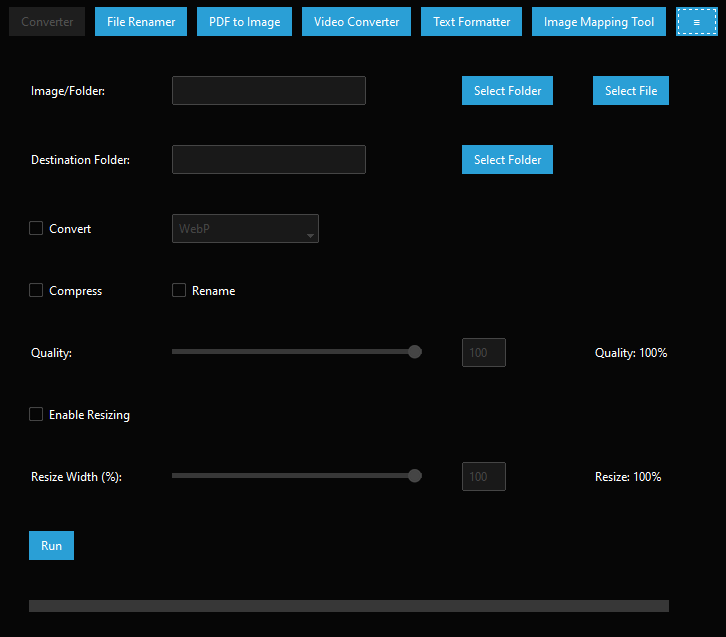 Converter File Renamer PDF to Image Video Converter Text Formatter Image Mapping Tool ≡
Image/Folder: Select Folder Select File
Destination Folder: Select Folder
Convert WebP
Compress Rename
Quality: 100 Quality: 100%
Enable Resizing
Resize Width (%): 100 Resize: 100%
Run